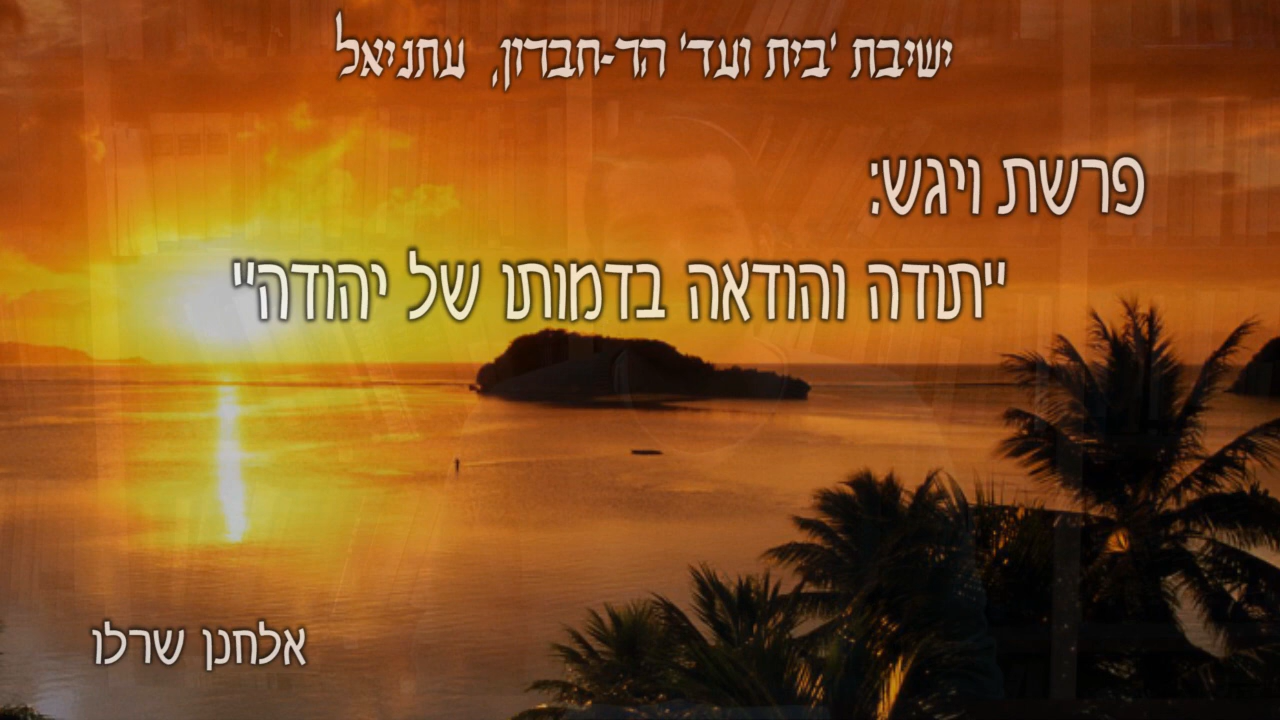 ישיבת 'בית ועד' הר-חברון, עתניאל
פרשת ויגש:
"תודה והודאה בדמותו של יהודה"
אלחנן שרלו